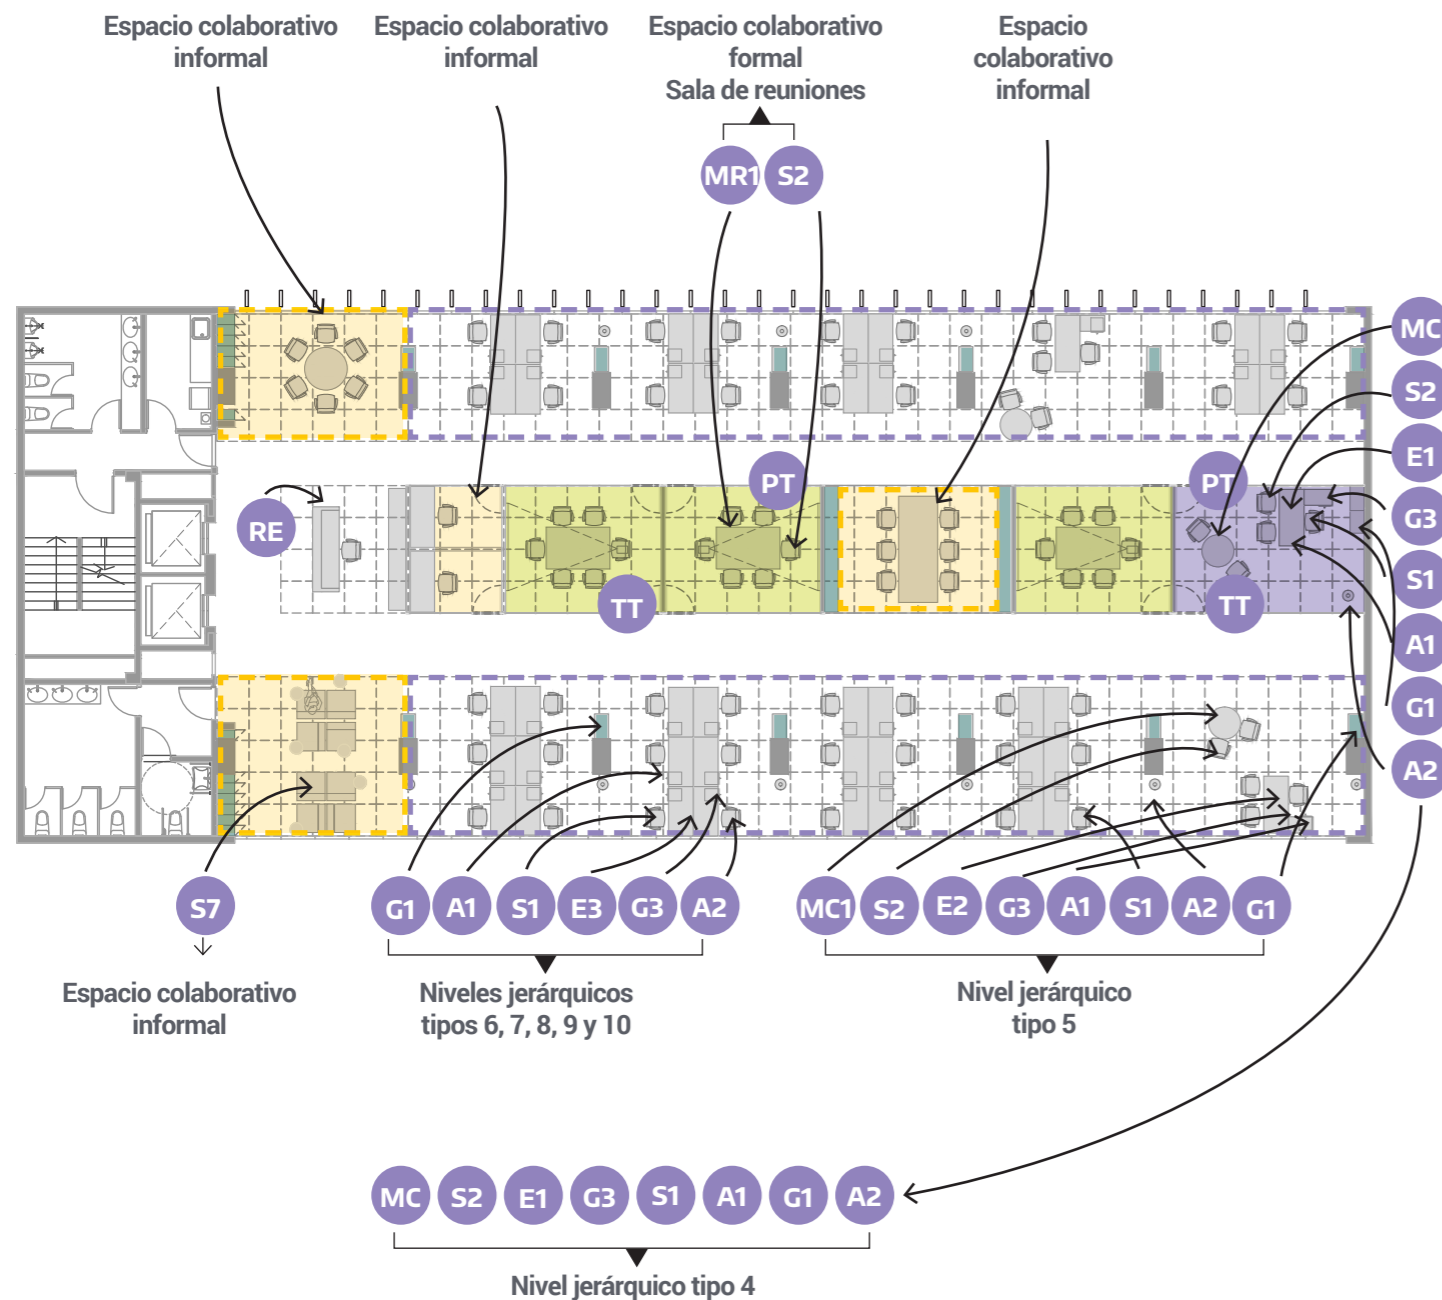 Espacio colaborativo
informal
Espacio colaborativo
informal
Espacio colaborativo
formal
Sala de reuniones
Espacio
colaborativo
informal
MR1 S2
MC
S2
E1
G3
S1
A1
G1
A2
PT
PT
RE
TT
TT
S7
Espacio colaborativo
informal
G1 A1 S1 E3 G3 A2
Niveles jerárquicos
tipos 6, 7, 8, 9 y 10
MC1 S2 E2 G3 A1 S1 A2 G1
Nivel jerárquico
tipo 5
MC S2 E1 G3 S1 A1 G1 A2
Nivel jerárquico tipo 4